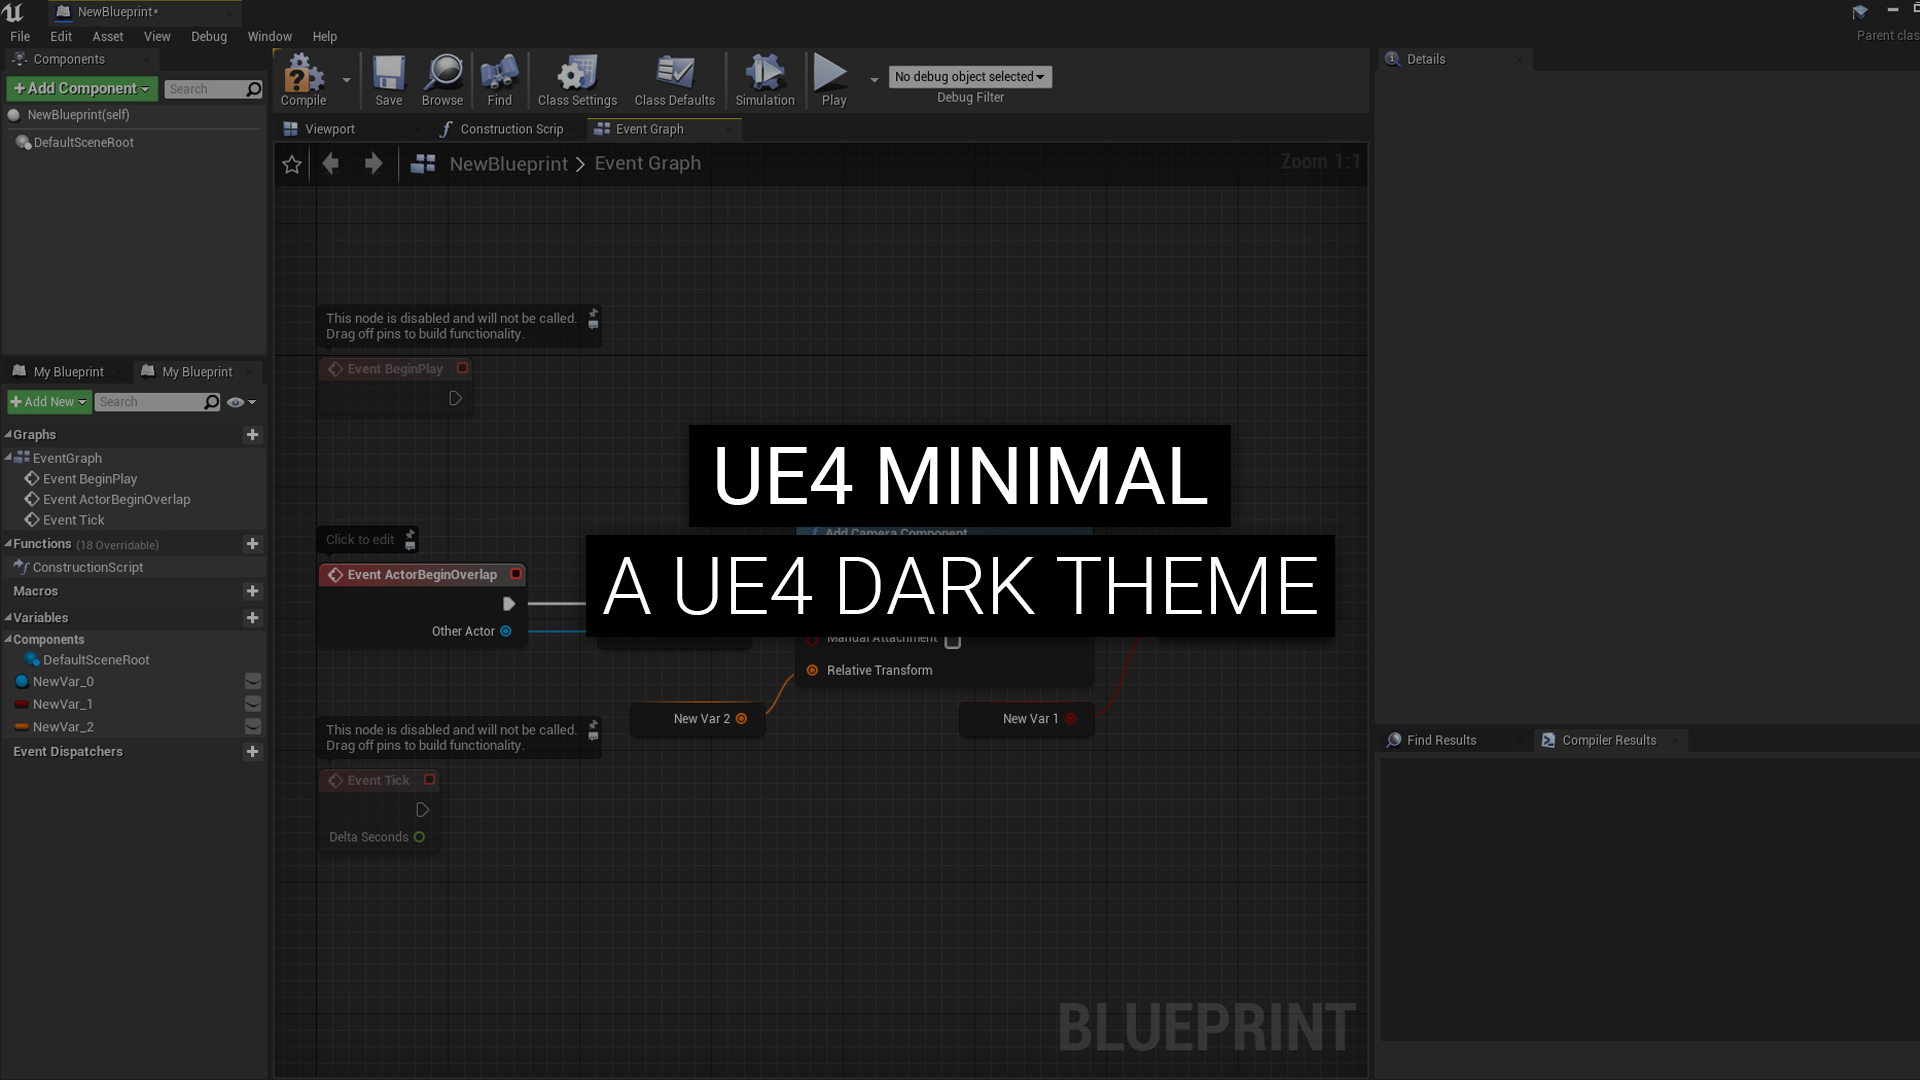 NewBlueprint*
File Edit Asset View Debug Window Help
Parent clas
Components
+ Add Component
Search
NewBlueprint(self)
DefaultSceneRoot
Compile
Save
Browse
Find
Class Settings
Class Defaults
Simulation
Play
No debug object selected
Debug Filter
Details
Viewport
Construction Scrip
Event Graph
NewBlueprint > Event Graph
Zoom 1:1
This node is disabled and will not be called.
Drag off pins to build functionality.
Event BeginPlay
My Blueprint
My Blueprint
+ Add New
Search
Graphs
EventGraph
Event BeginPlay
Event ActorBeginOverlap
Event Tick
Functions (18 Overridable)
ConstructionScript
Macros
Variables
Components
DefaultSceneRoot
NewVar_0
NewVar_1
NewVar_2
Event Dispatchers
UE4 MINIMAL
A UE4 DARK THEME
Click to edit
Event ActorBeginOverlap
Other Actor
Add Camera Component
Manual Attachment
Relative Transform
New Var 2
New Var 1
This node is disabled and will not be called.
Drag off pins to build functionality.
Event Tick
Delta Seconds
Find Results
Compiler Results
BLUEPRINT